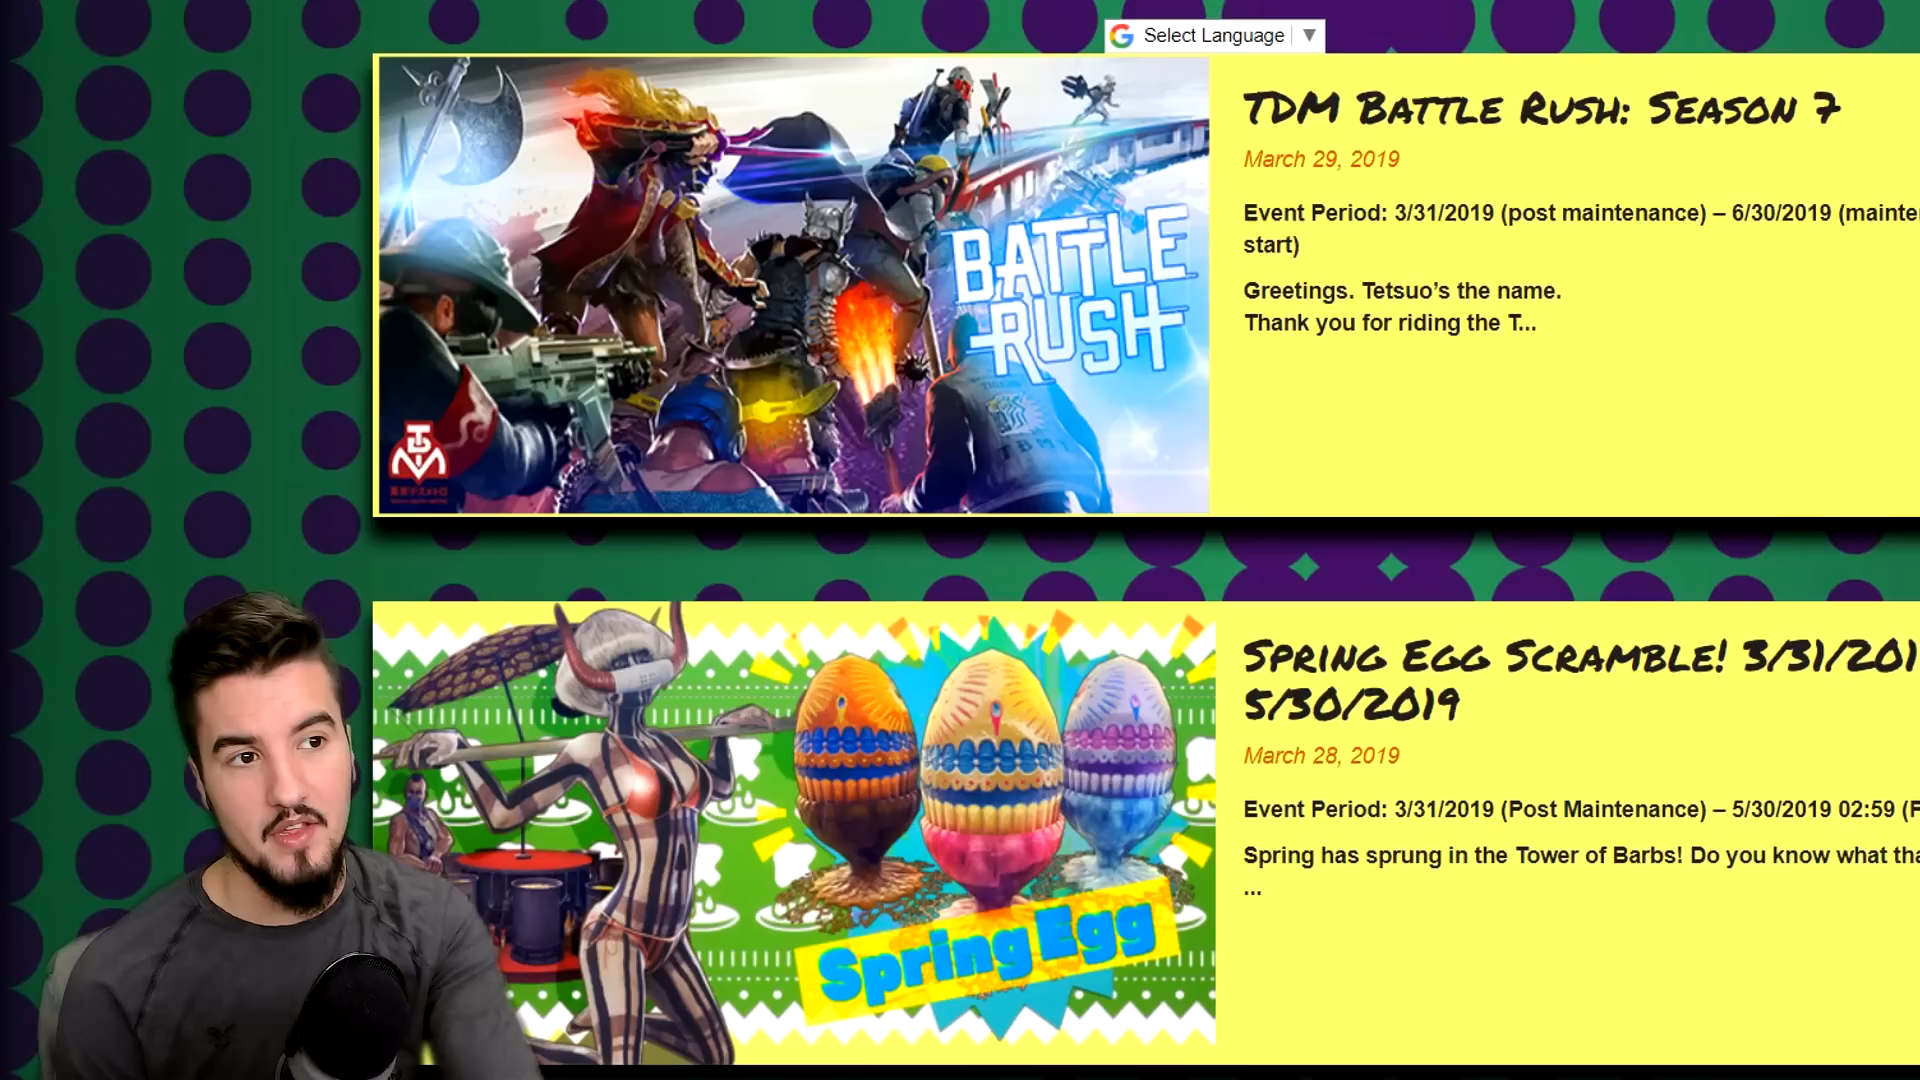 Select Language
TDM Battle Rush: Season 7
March 29, 2019
Event Period: 3/31/2019 (post maintenance) – 6/30/2019 (mainte
start)
Greetings. Tetsuo's the name.
Thank you for riding the T...
BATTLE
RUSH
TDM
Spring Egg Scramble! 3/31/201
5/30/2019
March 28, 2019
Event Period: 3/31/2019 (Post Maintenance) – 5/30/2019 02:59 (P
Spring has sprung in the Tower of Barbs! Do you know what tha
...
Spring Egg